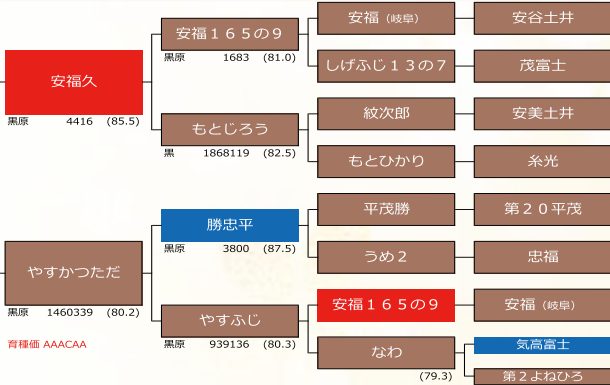 安福久
黒原 4416 (85.5)
安福１６５の９
黒原 1683 (81.0)
もとじろう
黒 1868119 (82.5)
安福（岐阜）
安谷土井
しげふじ１３の７
茂富士
紋次郎
安美土井
もとひかり
糸光
やすかつただ
黒原 1460339 (80.2)
育種価 AAACAA
勝忠平
黒原 3800 (87.5)
やすふじ
黒原 939136 (80.3)
平茂勝
第２０平茂
うめ２
忠福
安福１６５の９
安福（岐阜）
なわ
(79.3)
気高富士
第２よねひろ